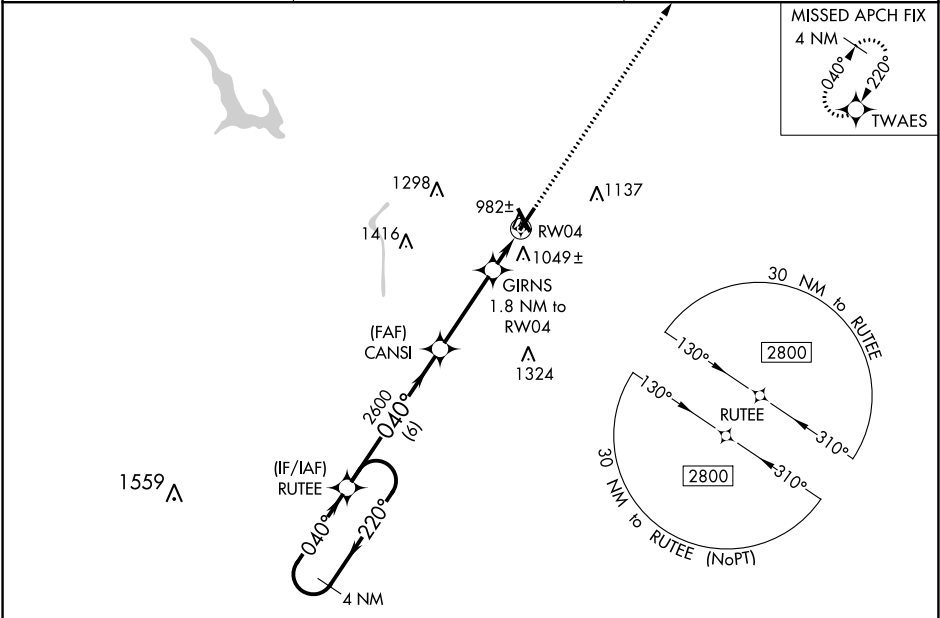 MISSED APCH FIX
4 NM
040°
220°
TWAES
1298
982±
1137
RW04
1416
1049±
GIRNS
1.8 NM to
RW04
(FAF)
CANSI
1324
2600
040°
(6)
(IF/IAF)
RUTEE
1559
040°
220°
4 NM
30 NM to RUTEE
2800
130°
310°
RUTEE
130°
310°
2800
30 NM to RUTEE (NoPT)